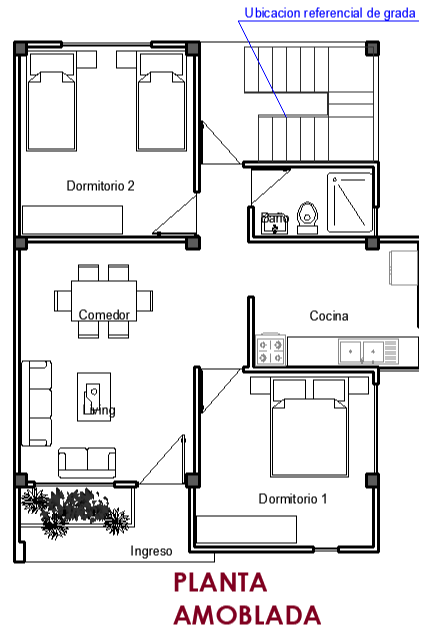 Ubicacion referencial de grada
Dormitorio 2
Baño
Comedor
Cocina
Living
Dormitorio 1
Ingreso
PLANTA
AMOBLADA